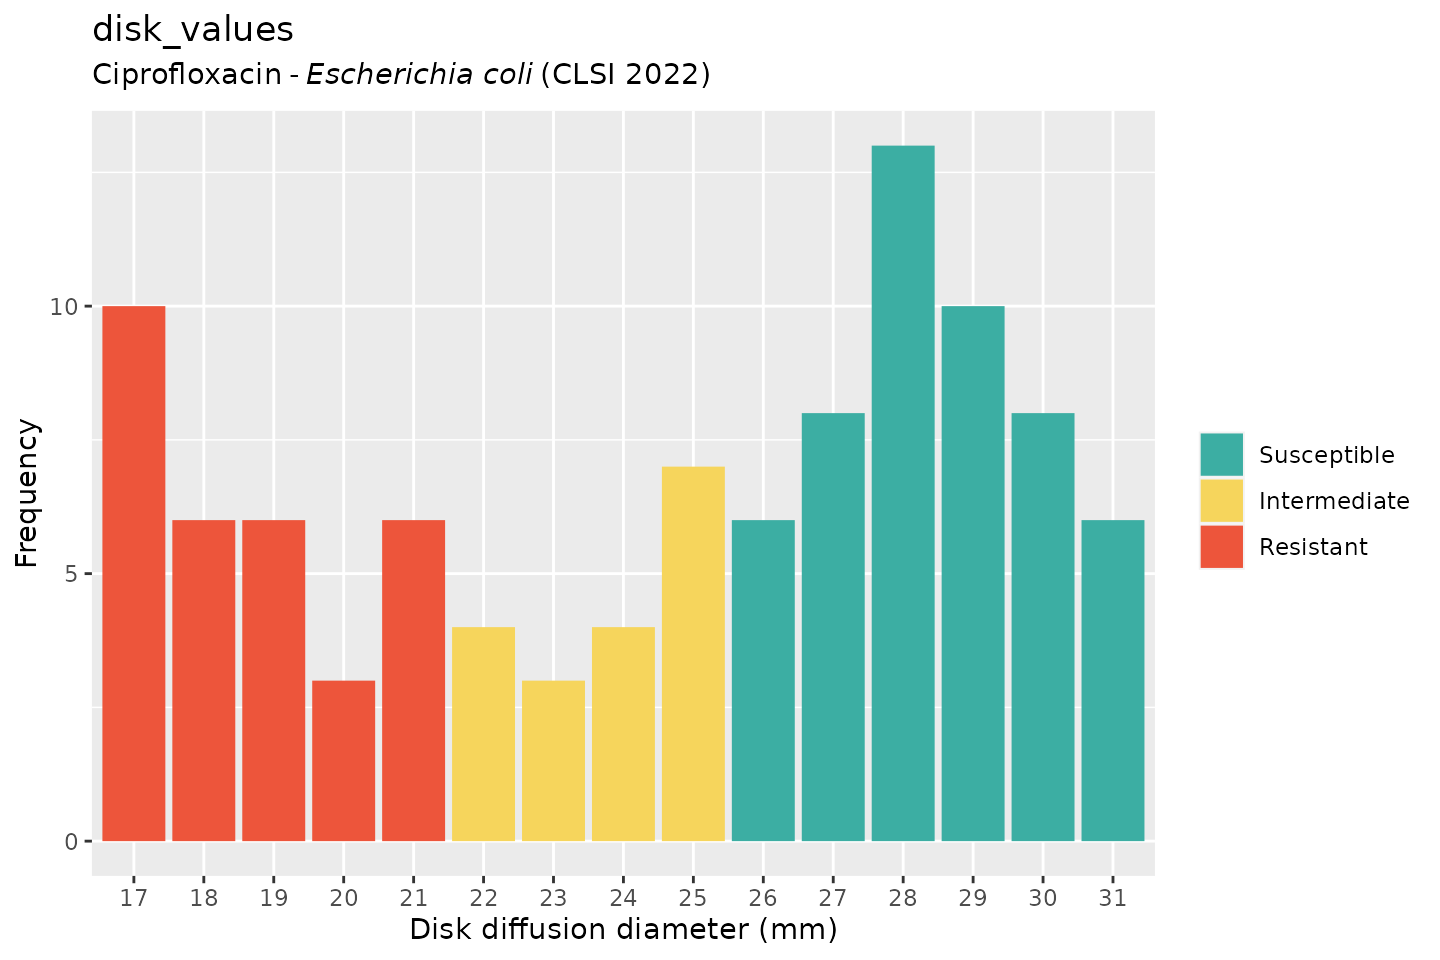 disk_values
Ciprofloxacin - Escherichia coli (CLSI 2022)
Frequency
10
5
0
17 18 19 20 21 22 23 24 25 26 27 28 29 30 31
Disk diffusion diameter (mm)
Susceptible
Intermediate
Resistant